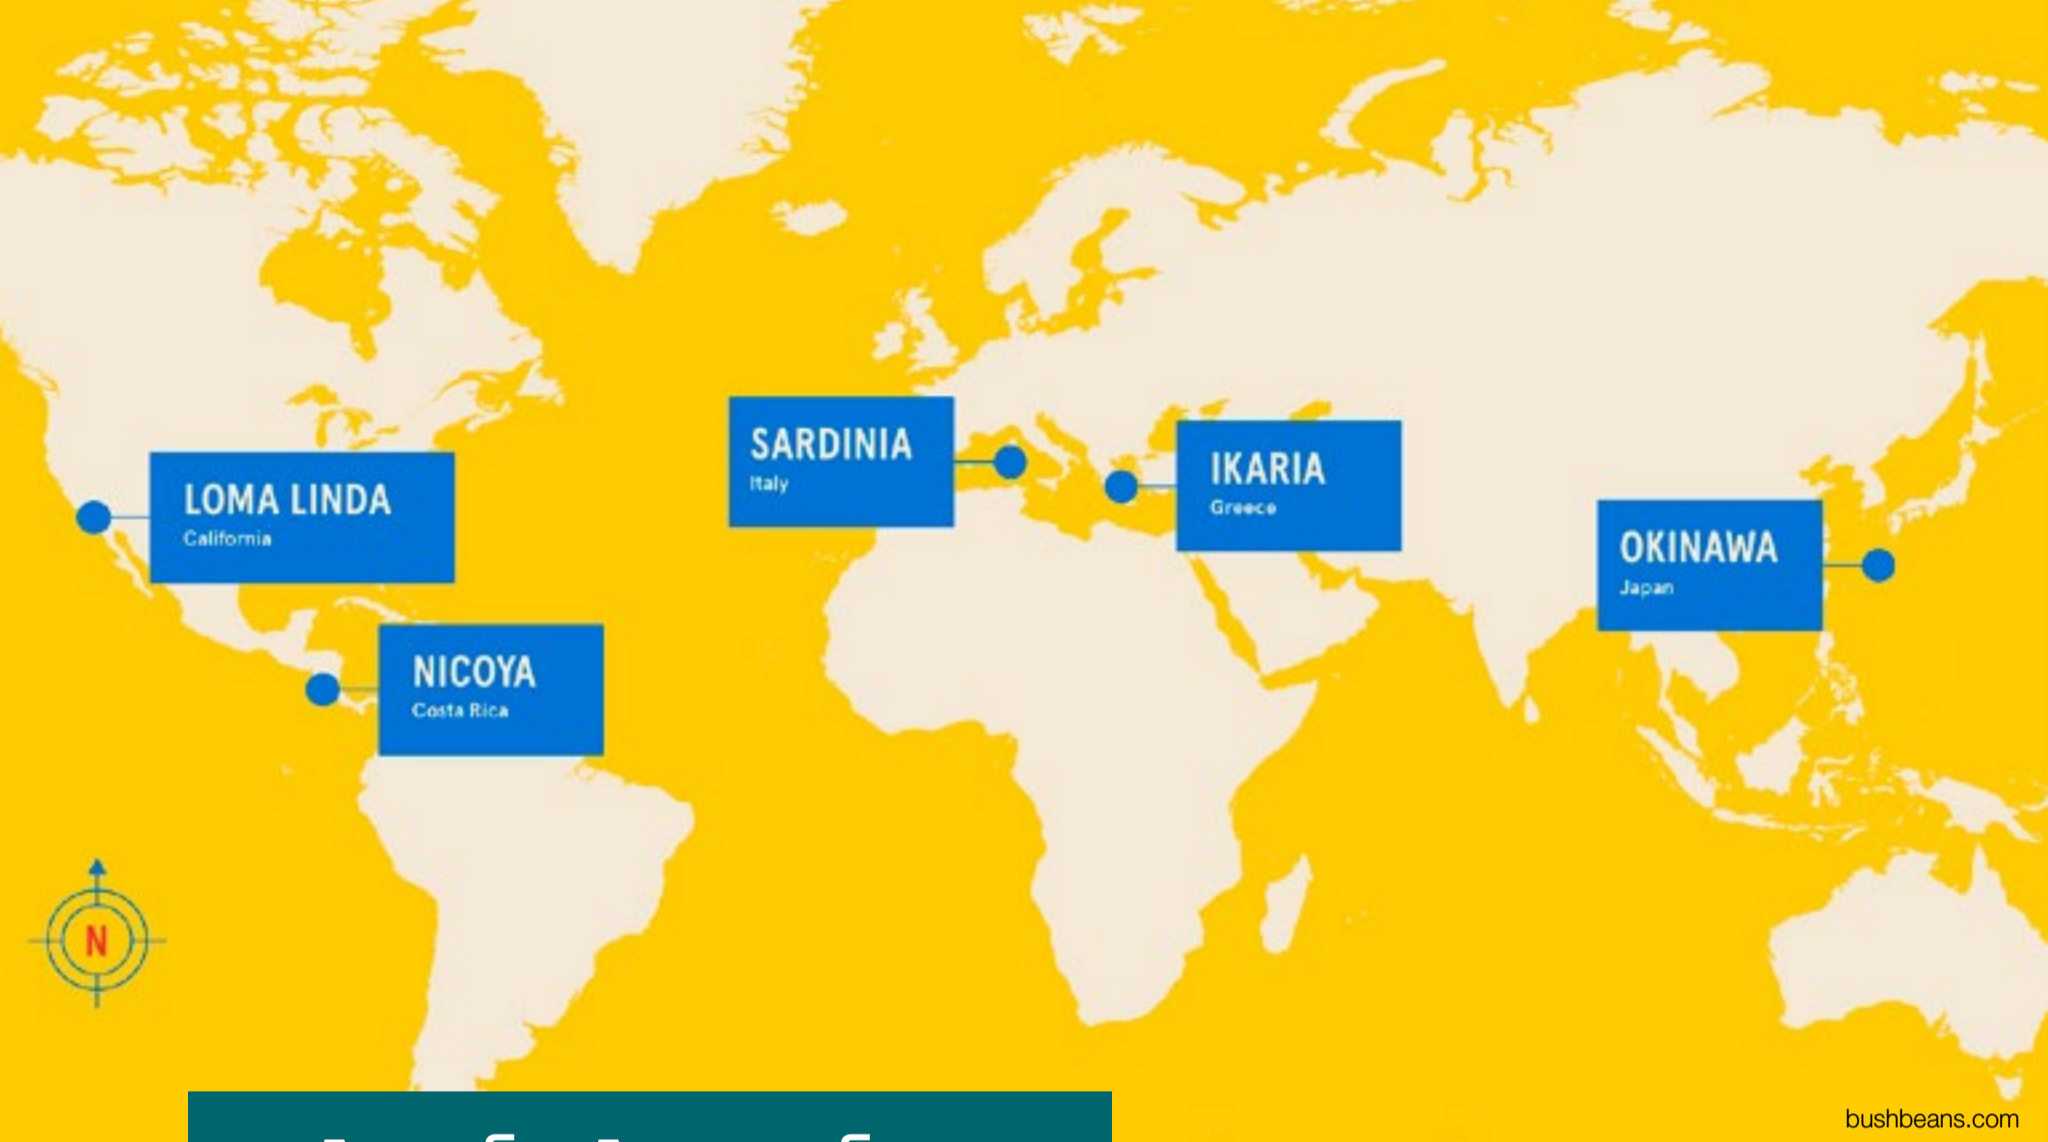 SARDINIA
Italy
IKARIA
Greece
LOMA LINDA
California
OKINAWA
Japan
NICOYA
Costa Rica
N
bushbeans.com